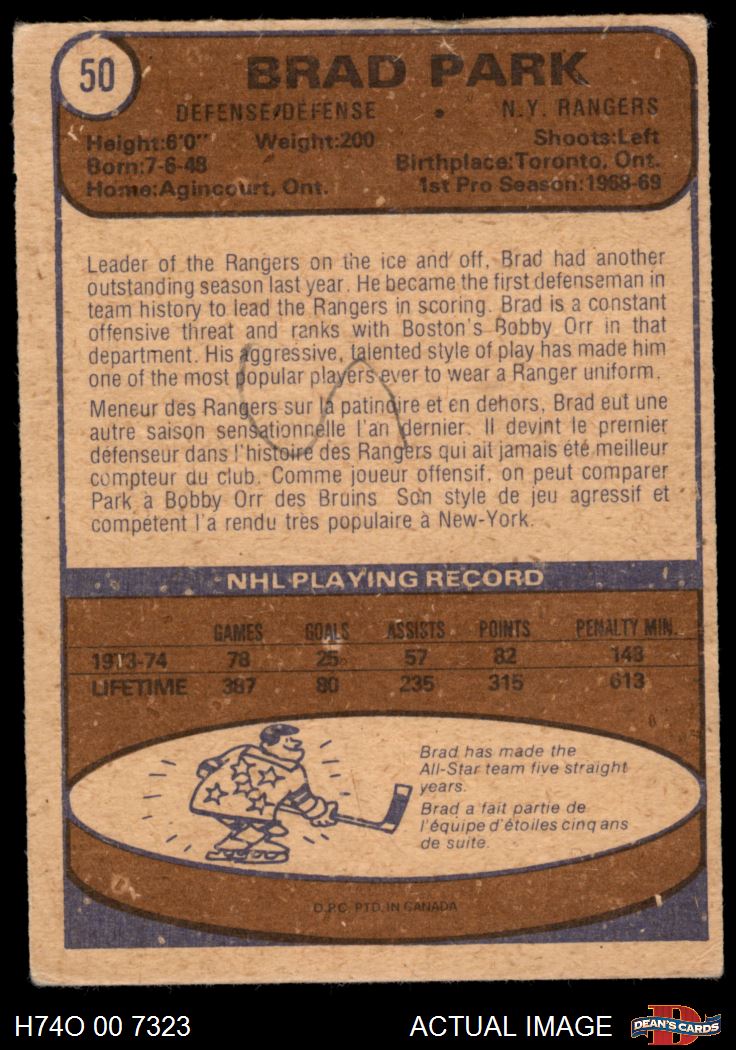 50
BRAD PARK
DEFENSE/DÉFENSE • N.Y. RANGERS
Height:6'0" Weight:200 Shoots:Left
Born:7-6-48 Birthplace:Toronto, Ont.
Home:Agincourt, Ont. 1st Pro Season:1968-69
Leader of the Rangers on the ice and off, Brad had another
outstanding season last year. He became the first defenseman in
team history to lead the Rangers in scoring. Brad is a constant
offensive threat and ranks with Boston's Bobby Orr in that
department. His aggressive, talented style of play has made him
one of the most popular players ever to wear a Ranger uniform.
Meneur des Rangers sur la patinoire et en dehors, Brad eut une
autre saison sensationnelle l'an dernier. Il devint le premier
défenseur dans l'histoire des Rangers qui ait jamais été meilleur
compteur du club. Comme joueur offensif, on peut comparer
Park à Bobby Orr des Bruins Son style de jeu agressif et
compétent l'a rendu très populaire à New-York.
NHL PLAYING RECORD
GAMES GOALS ASSISTS POINTS PENALTY MIN.
1973-74 78 25 57 82 148
LIFETIME 387 80 235 315 613
Brad has made the
All-Star team five straight
years.
Brad a fait partie de
l'équipe d'étoiles cinq ans
de suite.
O.P.C. PTD. IN CANADA
H74O 00 7323 ACTUAL IMAGE DEAN'S CARDS